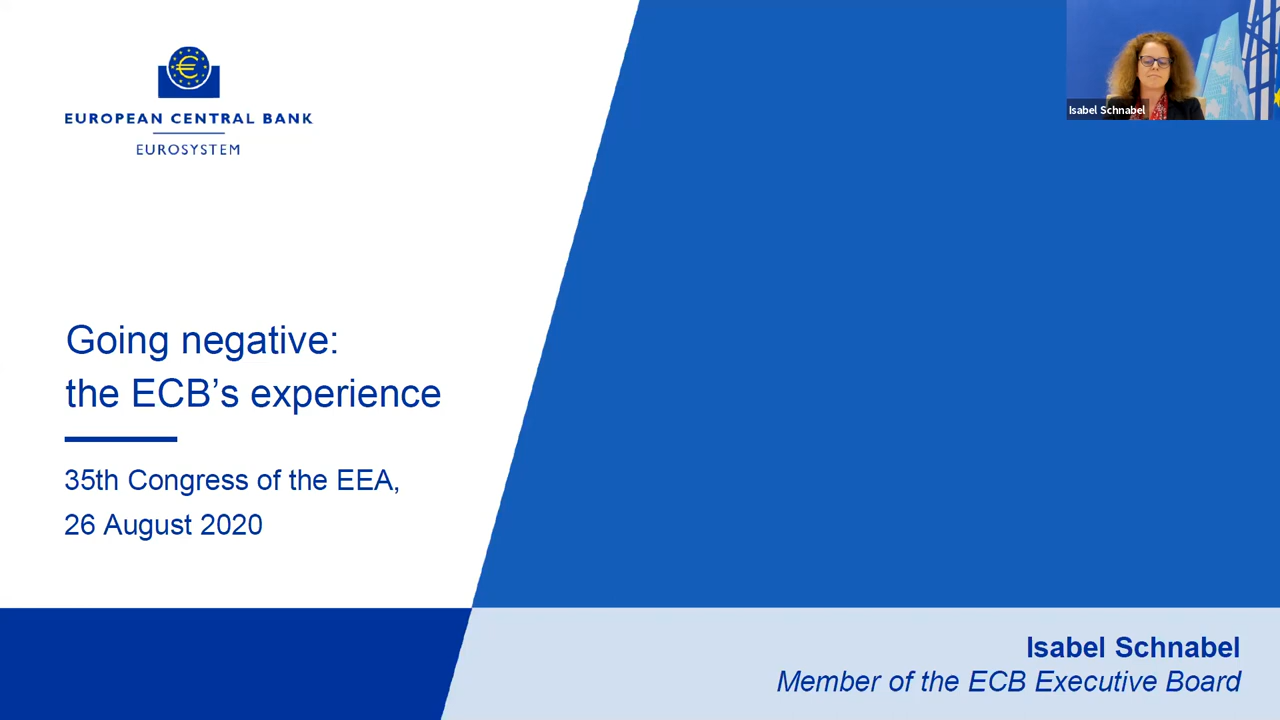 EUROPEAN CENTRAL BANK
EUROSYSTEM
Isabel Schnabel
Going negative:
the ECB’s experience
35th Congress of the EEA,
26 August 2020
Isabel Schnabel
Member of the ECB Executive Board